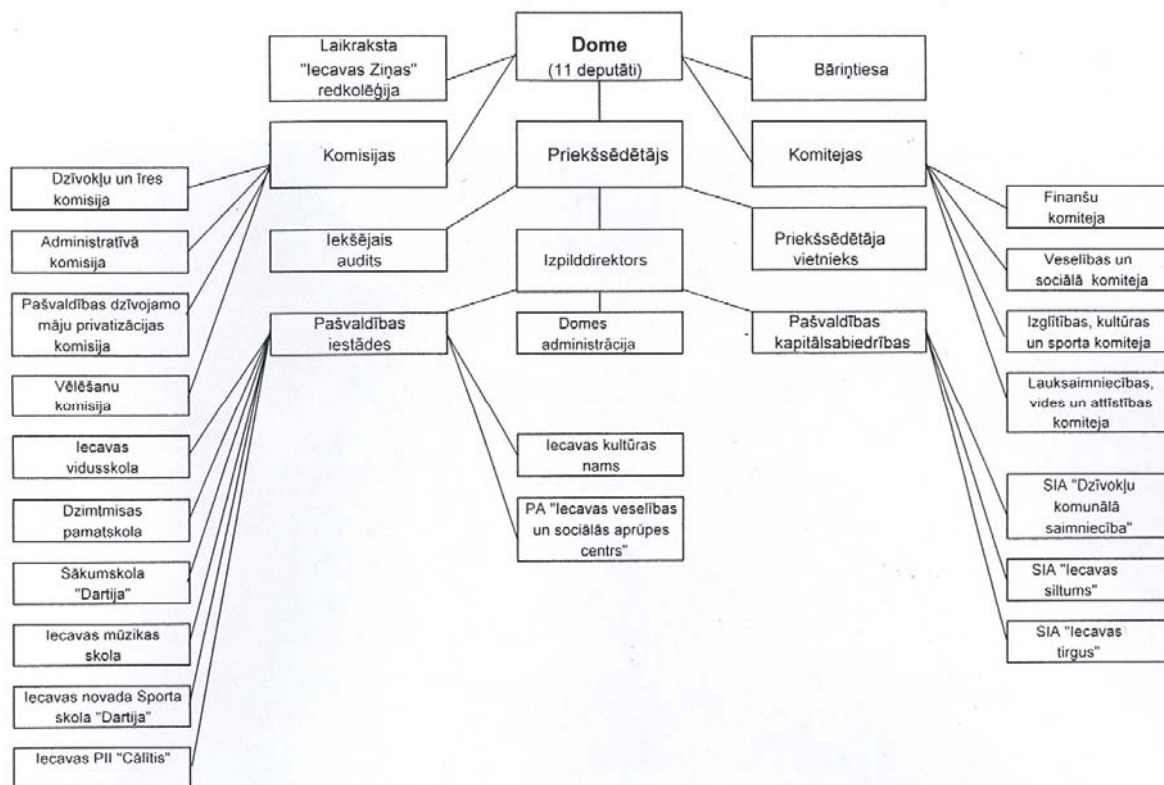 Dome
(11 deputāti)
Laikraksta
"Iecavas Ziņas"
redkolēģija
Bāriņtiesa
Komisijas
Priekšsēdētājs
Komitejas
Dzīvokļu un īres
komisija
Administratīvā
komisija
Pašvaldības dzīvojamo
māju privatizācijas
komisija
Vēlēšanu
komisija
Iekšējais
audits
Izpilddirektors
Priekšsēdētāja
vietnieks
Finanšu
komiteja
Veselības un
sociālā komiteja
Izglītības, kultūras
un sporta komiteja
Lauksaimniecības,
vides un attīstības
komiteja
Pašvaldības
iestādes
Domes
administrācija
Pašvaldības
kapitālsabiedrības
Iecavas
vidusskola
Dzimtmisas
pamatskola
Sākumskola
"Dartija"
Iecavas mūzikas
skola
Iecavas novada Sporta
skola "Dartija"
Iecavas PII "Cālītis"
Iecavas kultūras
nams
PA "Iecavas veselības
un sociālās aprūpes
centrs"
SIA "Dzīvokļu
komunālā
saimniecība"
SIA "Iecavas
siltums"
SIA "Iecavas
tirgus"